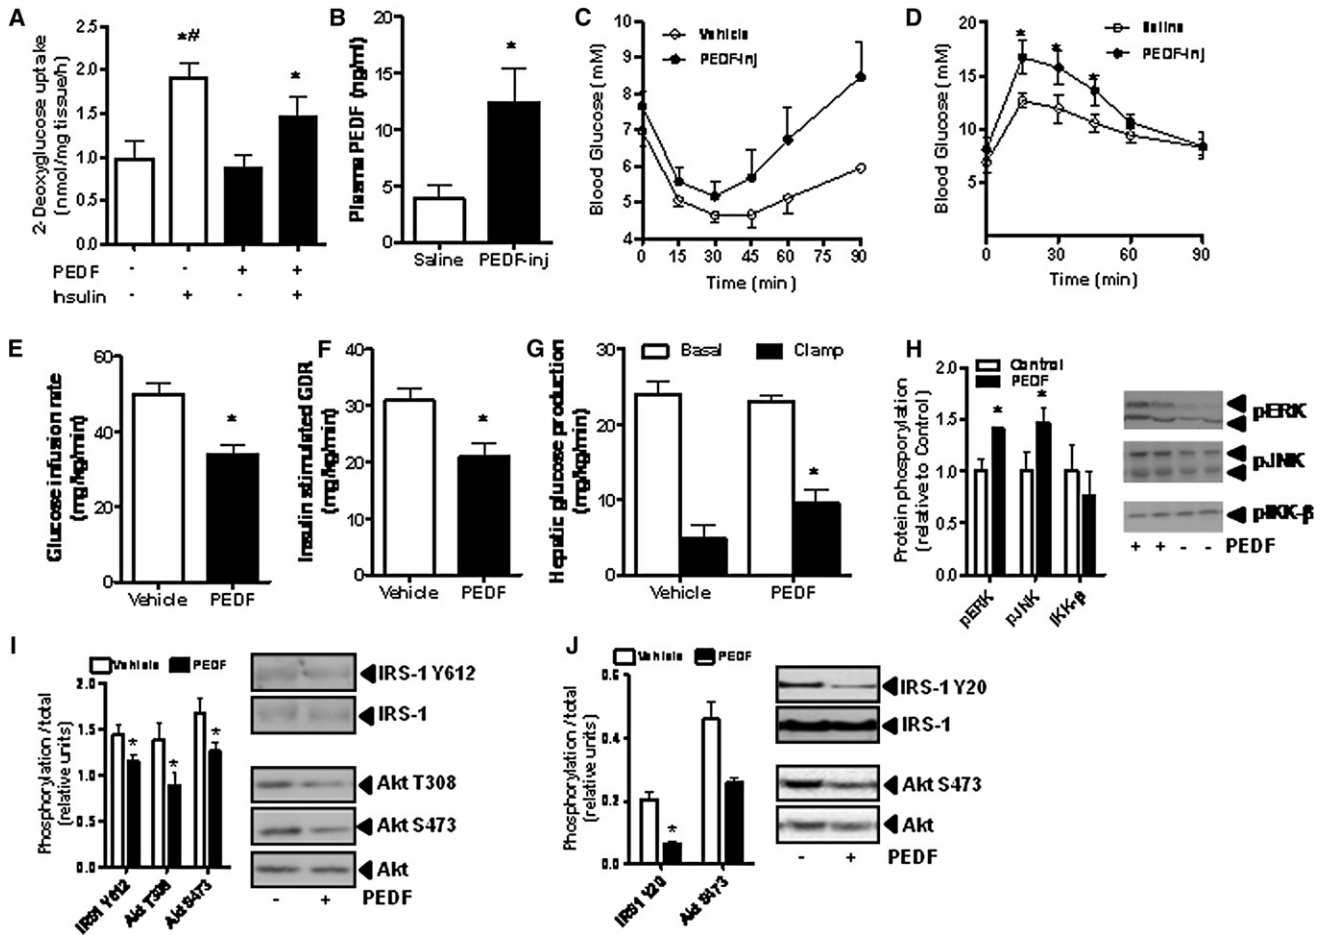 A
2-Deoxyglucose uptake
(nmol/mg tissue/h)
2.5
2.0
1.5
1.0
0.5
0.0
*#
*
PEDF - - + +
Insulin - + - +
B
Plasma PEDF (ng/ml)
20
15
10
5
0
*
Saline PEDF-inj
C
Blood Glucose (mM)
10
9
8
7
6
5
4
Vehicle
PEDF-inj
0 15 30 45 60 75 90
Time (min)
D
Blood Glucose (mM)
20
15
10
5
Saline
PEDF-inj
* * *
0 30 60 90
Time (min)
E
Glucose infusion rate
(mg/kg/min)
60
40
20
0
*
Vehicle PEDF
F
Insulin stimulated GDR
(mg/kg/min)
40
30
20
10
0
*
Vehicle PEDF
G
Hepatic glucose production
(mg/kg/min)
30
20
10
0
Basal Clamp
*
Vehicle PEDF
H
Protein phosporylation
(relative to Control)
2.0
1.5
1.0
0.5
0.0
Control
PEDF
* *
pERK pJNK IKK-β
pERK
pJNK
pIKK-β
+ + - - PEDF
I
Phosphorylation/total
(relative units)
Vehicle PEDF
2.0
1.5
1.0
0.5
0.0
* * *
IRS1 Y612 Akt T308 Akt S473
IRS-1 Y612
IRS-1
Akt T308
Akt S473
Akt
- + PEDF
J
Phosphorylation/total
(relative units)
Vehicle PEDF
0.6
0.4
0.2
0.0
*
IRS1 Y20 Akt S473
IRS-1 Y20
IRS-1
Akt S473
Akt
- + PEDF